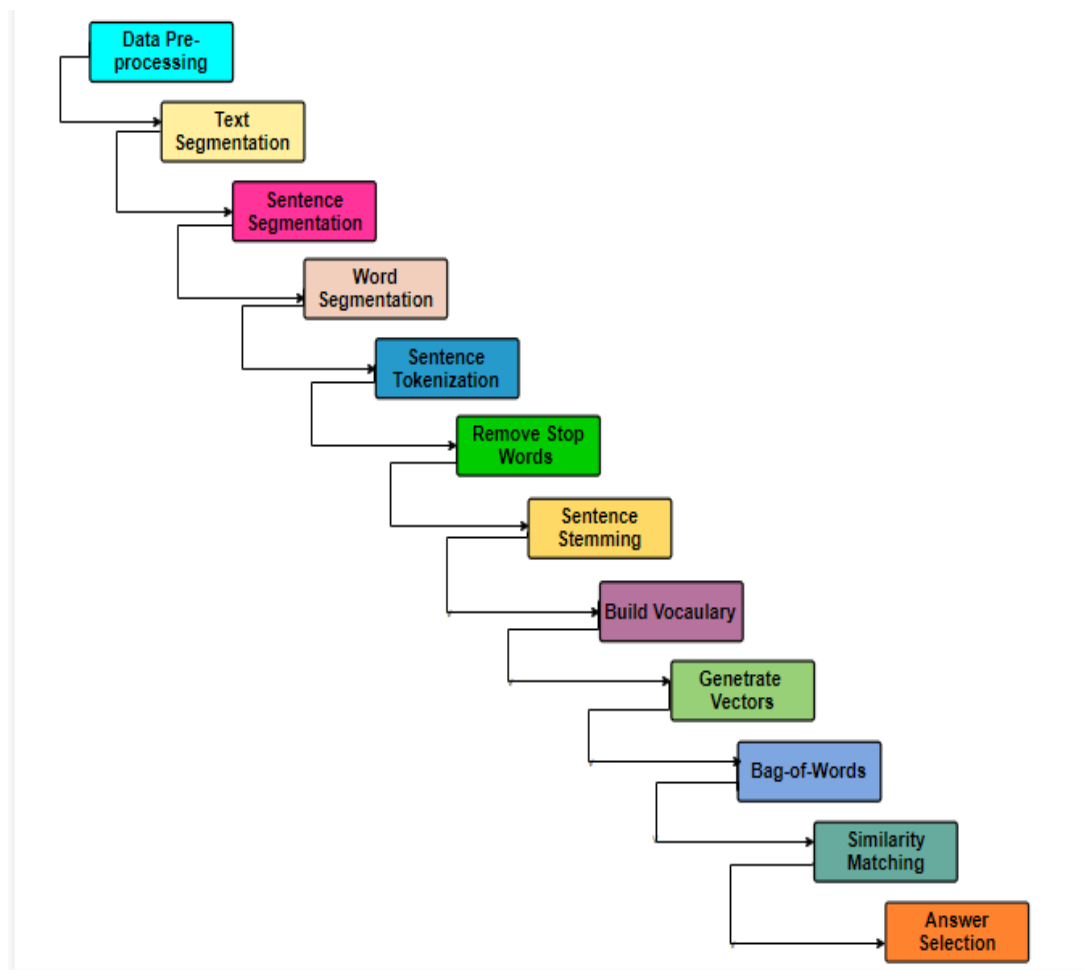 Data Pre-
processing
Text
Segmentation
Sentence
Segmentation
Word
Segmentation
Sentence
Tokenization
Remove Stop
Words
Sentence
Stemming
Build Vocaulary
Genetrate
Vectors
Bag-of-Words
Similarity
Matching
Answer
Selection